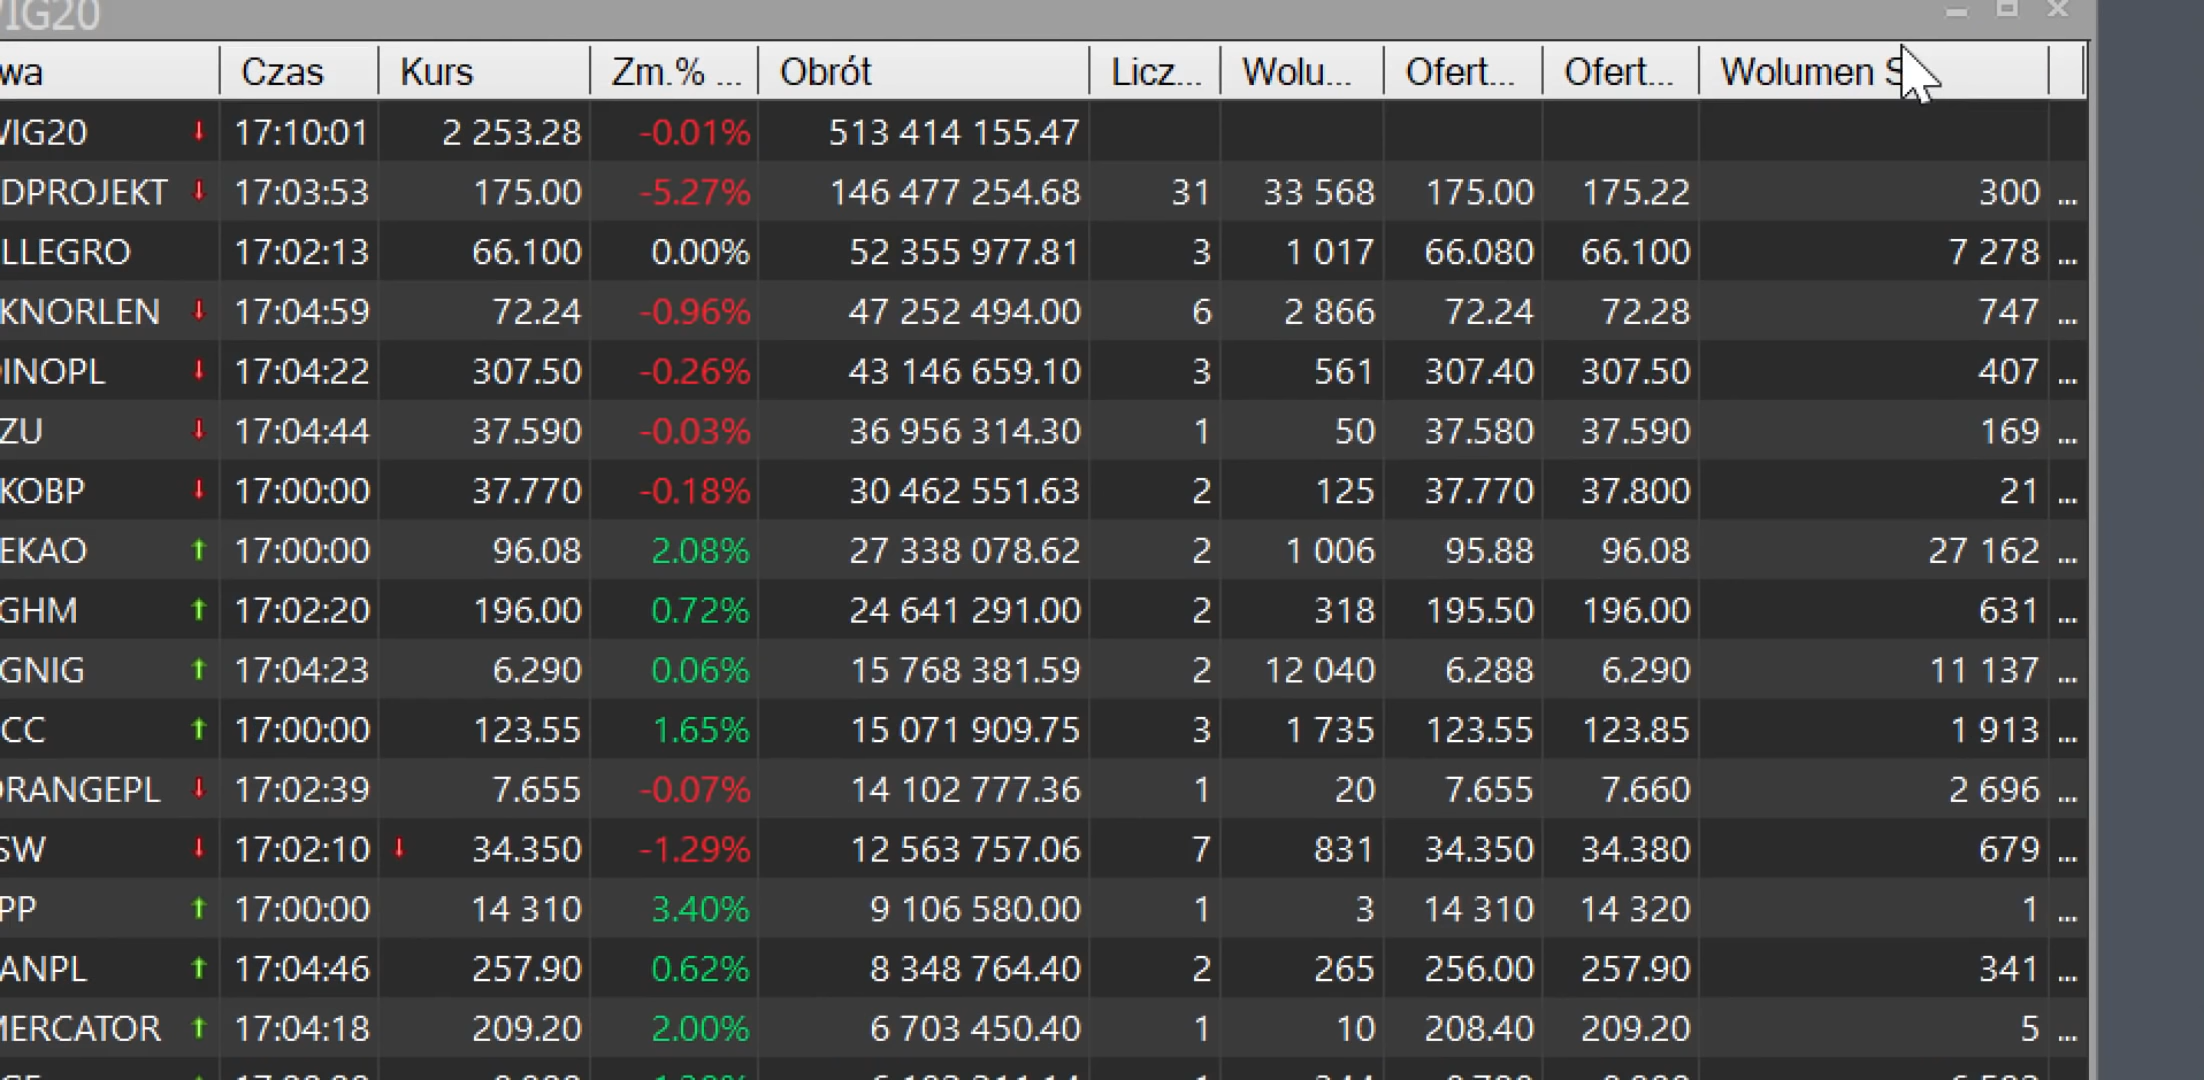 WIG20
wa Czas Kurs Zm.% ... Obrót Licz... Wolu... Ofert... Ofert... Wolumen S
WIG20 17:10:01 2 253.28 -0.01% 513 414 155.47
DPROJEKT 17:03:53 175.00 -5.27% 146 477 254.68 31 33 568 175.00 175.22 300 ...
LLEGRO 17:02:13 66.100 0.00% 52 355 977.81 3 1 017 66.080 66.100 7 278 ...
KNORLEN 17:04:59 72.24 -0.96% 47 252 494.00 6 2 866 72.24 72.28 747 ...
DINOPL 17:04:22 307.50 -0.26% 43 146 659.10 3 561 307.40 307.50 407 ...
ZU 17:04:44 37.590 -0.03% 36 956 314.30 1 50 37.580 37.590 169 ...
KOBP 17:00:00 37.770 -0.18% 30 462 551.63 2 125 37.770 37.800 21 ...
EKAO 17:00:00 96.08 2.08% 27 338 078.62 2 1 006 95.88 96.08 27 162 ...
GHM 17:02:20 196.00 0.72% 24 641 291.00 2 318 195.50 196.00 631 ...
GNIG 17:04:23 6.290 0.06% 15 768 381.59 2 12 040 6.288 6.290 11 137 ...
CC 17:00:00 123.55 1.65% 15 071 909.75 3 1 735 123.55 123.85 1 913 ...
ORANGEPL 17:02:39 7.655 -0.07% 14 102 777.36 1 20 7.655 7.660 2 696 ...
SW 17:02:10 34.350 -1.29% 12 563 757.06 7 831 34.350 34.380 679 ...
PP 17:00:00 14 310 3.40% 9 106 580.00 1 3 14 310 14 320 1 ...
ANPL 17:04:46 257.90 0.62% 8 348 764.40 2 265 256.00 257.90 341 ...
MERCATOR 17:04:18 209.20 2.00% 6 703 450.40 1 10 208.40 209.20 5 ...